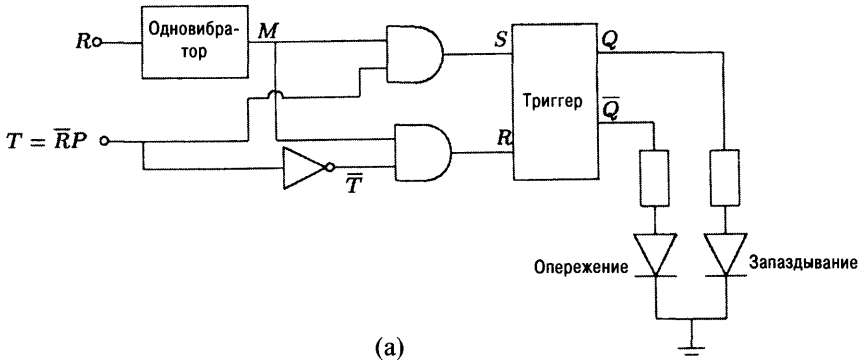 R
Одновибра-
тор
M
S
Q
Триггер
Q̅
T = R̅P
R
T̅
Опережение
Запаздывание
(a)